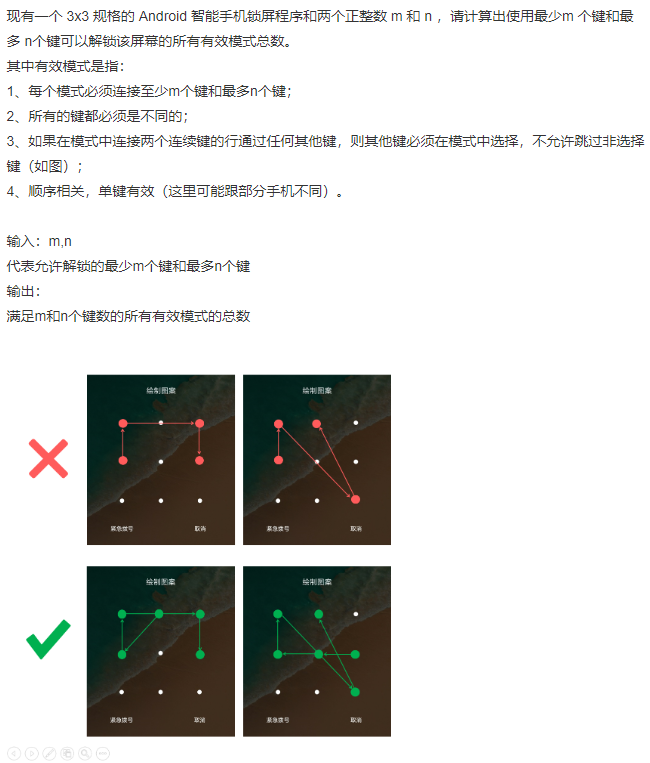 现有一个 3x3 规格的 Android 智能手机锁屏程序和两个正整数 m 和 n ，请计算出使用最少m 个键和最
多 n个键可以解锁该屏幕的所有有效模式总数。
其中有效模式是指：
1、每个模式必须连接至少m个键和最多n个键；
2、所有的键都必须是不同的；
3、如果在模式中连接两个连续键的行通过任何其他键，则其他键必须在模式中选择，不允许跳过非选择
键（如图）；
4、顺序相关，单键有效（这里可能跟部分手机不同）。
输入：m,n
代表允许解锁的最少m个键和最多n个键
输出：
满足m和n个键数的所有有效模式的总数
绘制图案
紧急拨号 取消
绘制图案
紧急拨号 取消
绘制图案
紧急拨号 取消
绘制图案
紧急拨号 取消